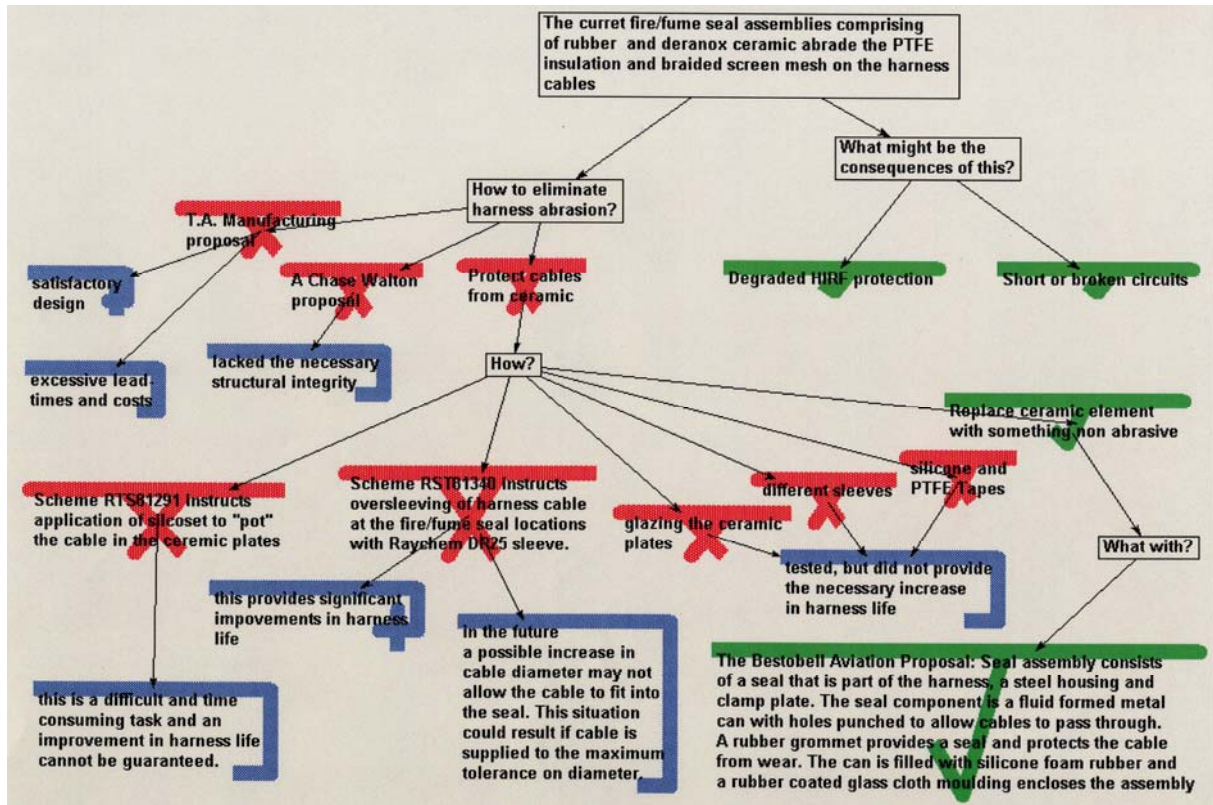 The curret fire/fume seal assemblies comprising
of rubber and deranox ceramic abrade the PTFE
insulation and braided screen mesh on the harness
cables
What might be the
consequences of this?
How to eliminate
harness abrasion?
T.A. Manufacturing
proposal
satisfactory
design
A Chase Walton
proposal
Protect cables
from ceramic
Degraded HIRF protection
Short or broken circuits
excessive lead-
times and costs
lacked the necessary
structural integrity
How?
Replace ceramic element
with something non abrasive
Scheme RTS81291 instructs
application of silcoset to "pot"
the cable in the ceremic plates
Scheme RST81340 instructs
oversleeving of harness cable
at the fire/fume seal locations
with Raychem DR25 sleeve.
glazing the ceramic
plates
different sleeves
silicone and
PTFE Tapes
What with?
tested, but did not provide
the necessary increase
in harness life
this provides significant
impovements in harness
life
in the future
a possible increase in
cable diameter may not
allow the cable to fit into
the seal. This situation
could result if cable is
supplied to the maximum
tolerance on diameter.
this is a difficult and time
consuming task and an
improvement in harness life
cannot be guaranteed.
The Bestobell Aviation Proposal: Seal assembly consists
of a seal that is part of the harness, a steel housing and
clamp plate. The seal component is a fluid formed metal
can with holes punched to allow cables to pass through.
A rubber grommet provides a seal and protects the cable
from wear. The can is filled with silicone foam rubber and
a rubber coated glass cloth moulding encloses the assembly